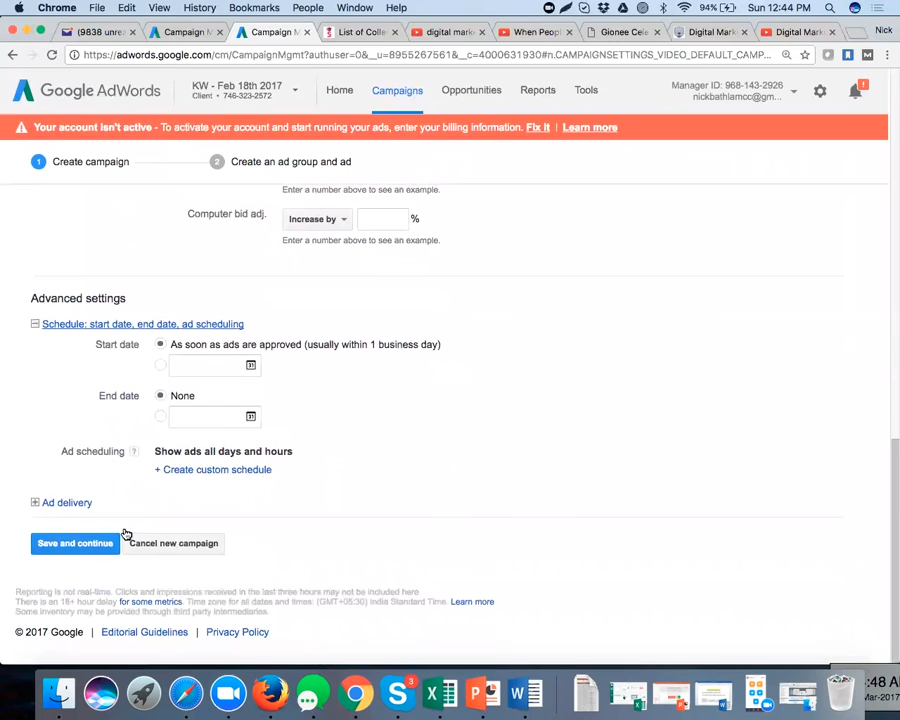 Chrome File Edit View History Bookmarks People Window Help 94% Sun 12:44 PM
(9838 unre Campaign M Campaign M List of Colle digital marke When Peopl Gionee Cele Digital Mark Digital Mark Nick
https://adwords.google.com/cm/CampaignMgmt?authuser=0&__u=8955267561&__c=4000631930#n.CAMPAIGNSETTINGS_VIDEO_DEFAULT_CAMP...
Google AdWords
KW - Feb 18th 2017
Client • 746-323-2572
Home Campaigns Opportunities Reports Tools
Manager ID: 968-143-2926
nickbathlamcc@gm...
!
Your account isn't active - To activate your account and start running your ads, enter your billing information. Fix It | Learn more
1 Create campaign 2 Create an ad group and ad
Enter a number above to see an example.
Computer bid adj. Increase by %
Enter a number above to see an example.
Advanced settings
Schedule: start date, end date, ad scheduling
Start date As soon as ads are approved (usually within 1 business day)
31
End date None
31
Ad scheduling ? Show ads all days and hours
+ Create custom schedule
Ad delivery
Save and continue Cancel new campaign
Reporting is not real-time. Clicks and impressions received in the last three hours may not be included here.
There is an 18+ hour delay for some metrics. Time zone for all dates and times: (GMT+05:30) India Standard Time. Learn more
Some inventory may be provided through third party intermediaries.
© 2017 Google | Editorial Guidelines | Privacy Policy
3
:48 A
-Mar-2017